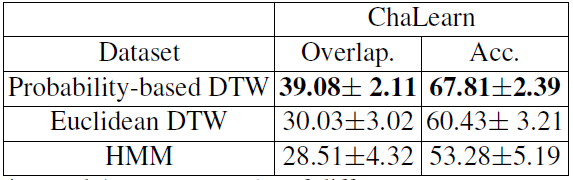 ChaLearn
Dataset Overlap. Acc.
Probability-based DTW 39.08± 2.11 67.81±2.39
Euclidean DTW 30.03±3.02 60.43± 3.21
HMM 28.51±4.32 53.28±5.19